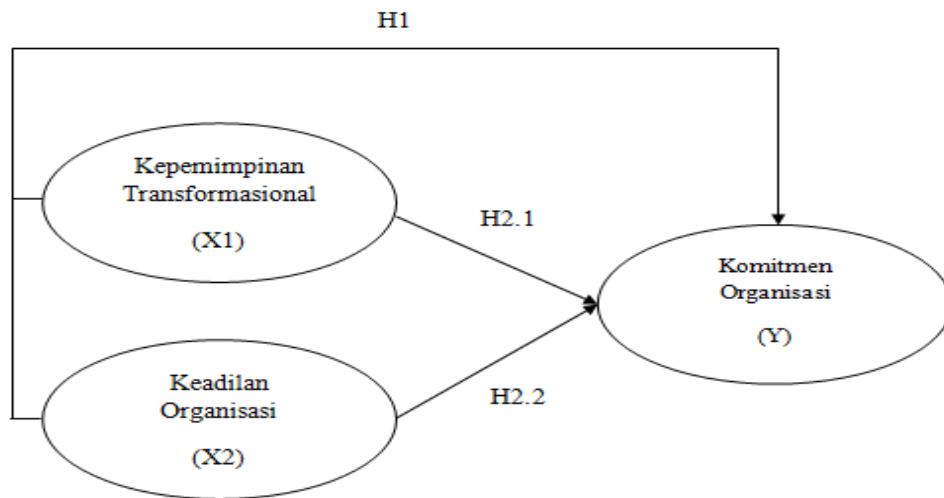 H1
Kepemimpinan
Transformasional
(X1)
H2.1
Komitmen
Organisasi
(Y)
Keadilan
Organisasi
(X2)
H2.2